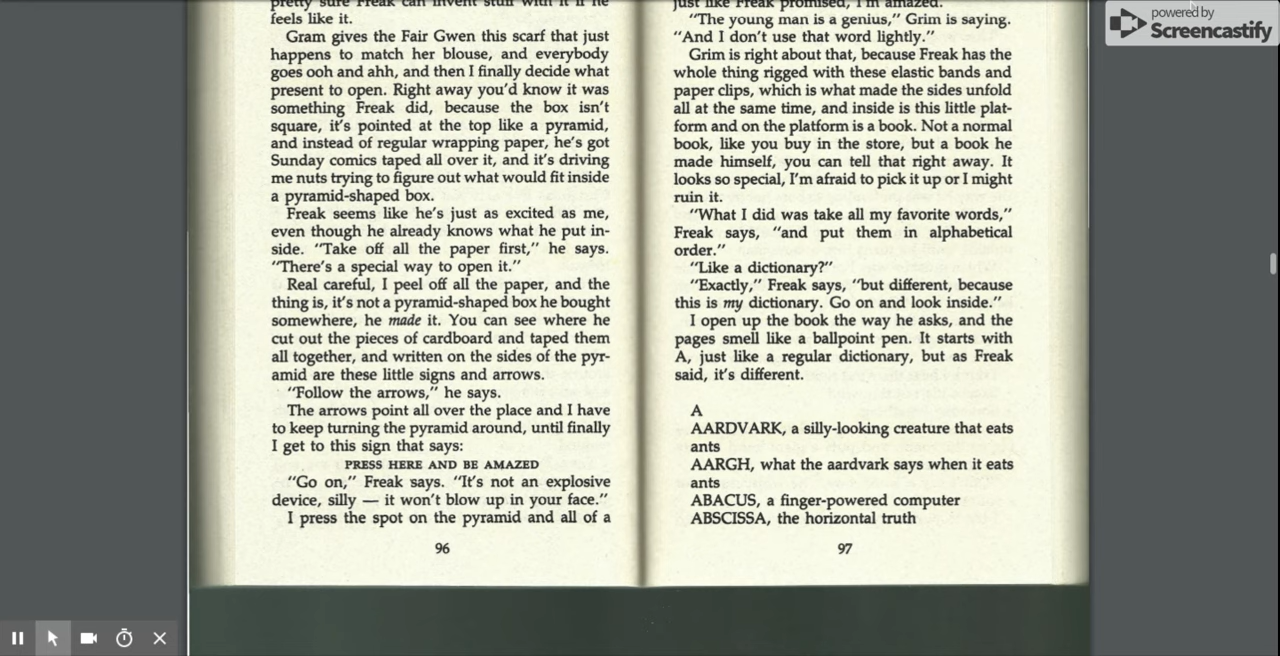 pretty sure Freak can invent stuff with it if he
feels like it.
Gram gives the Fair Gwen this scarf that just
happens to match her blouse, and everybody
goes ooh and ahh, and then I finally decide what
present to open. Right away you'd know it was
something Freak did, because the box isn't
square, it's pointed at the top like a pyramid,
and instead of regular wrapping paper, he's got
Sunday comics taped all over it, and it's driving
me nuts trying to figure out what would fit inside
a pyramid-shaped box.
Freak seems like he's just as excited as me,
even though he already knows what he put in-
side. "Take off all the paper first," he says.
"There's a special way to open it."
Real careful, I peel off all the paper, and the
thing is, it's not a pyramid-shaped box he bought
somewhere, he made it. You can see where he
cut out the pieces of cardboard and taped them
all together, and written on the sides of the pyr-
amid are these little signs and arrows.
"Follow the arrows," he says.
The arrows point all over the place and I have
to keep turning the pyramid around, until finally
I get to this sign that says:
PRESS HERE AND BE AMAZED
"Go on," Freak says. "It's not an explosive
device, silly — it won't blow up in your face."
I press the spot on the pyramid and all of a
96
just like Freak promised, I'm amazed.
"The young man is a genius," Grim is saying.
"And I don't use that word lightly."
Grim is right about that, because Freak has the
whole thing rigged with these elastic bands and
paper clips, which is what made the sides unfold
all at the same time, and inside is this little plat-
form and on the platform is a book. Not a normal
book, like you buy in the store, but a book he
made himself, you can tell that right away. It
looks so special, I'm afraid to pick it up or I might
ruin it.
"What I did was take all my favorite words,"
Freak says, "and put them in alphabetical
order."
"Like a dictionary?"
"Exactly," Freak says, "but different, because
this is my dictionary. Go on and look inside."
I open up the book the way he asks, and the
pages smell like a ballpoint pen. It starts with
A, just like a regular dictionary, but as Freak
said, it's different.
A
AARDVARK, a silly-looking creature that eats
ants
AARGH, what the aardvark says when it eats
ants
ABACUS, a finger-powered computer
ABSCISSA, the horizontal truth
97
powered by
Screencastify